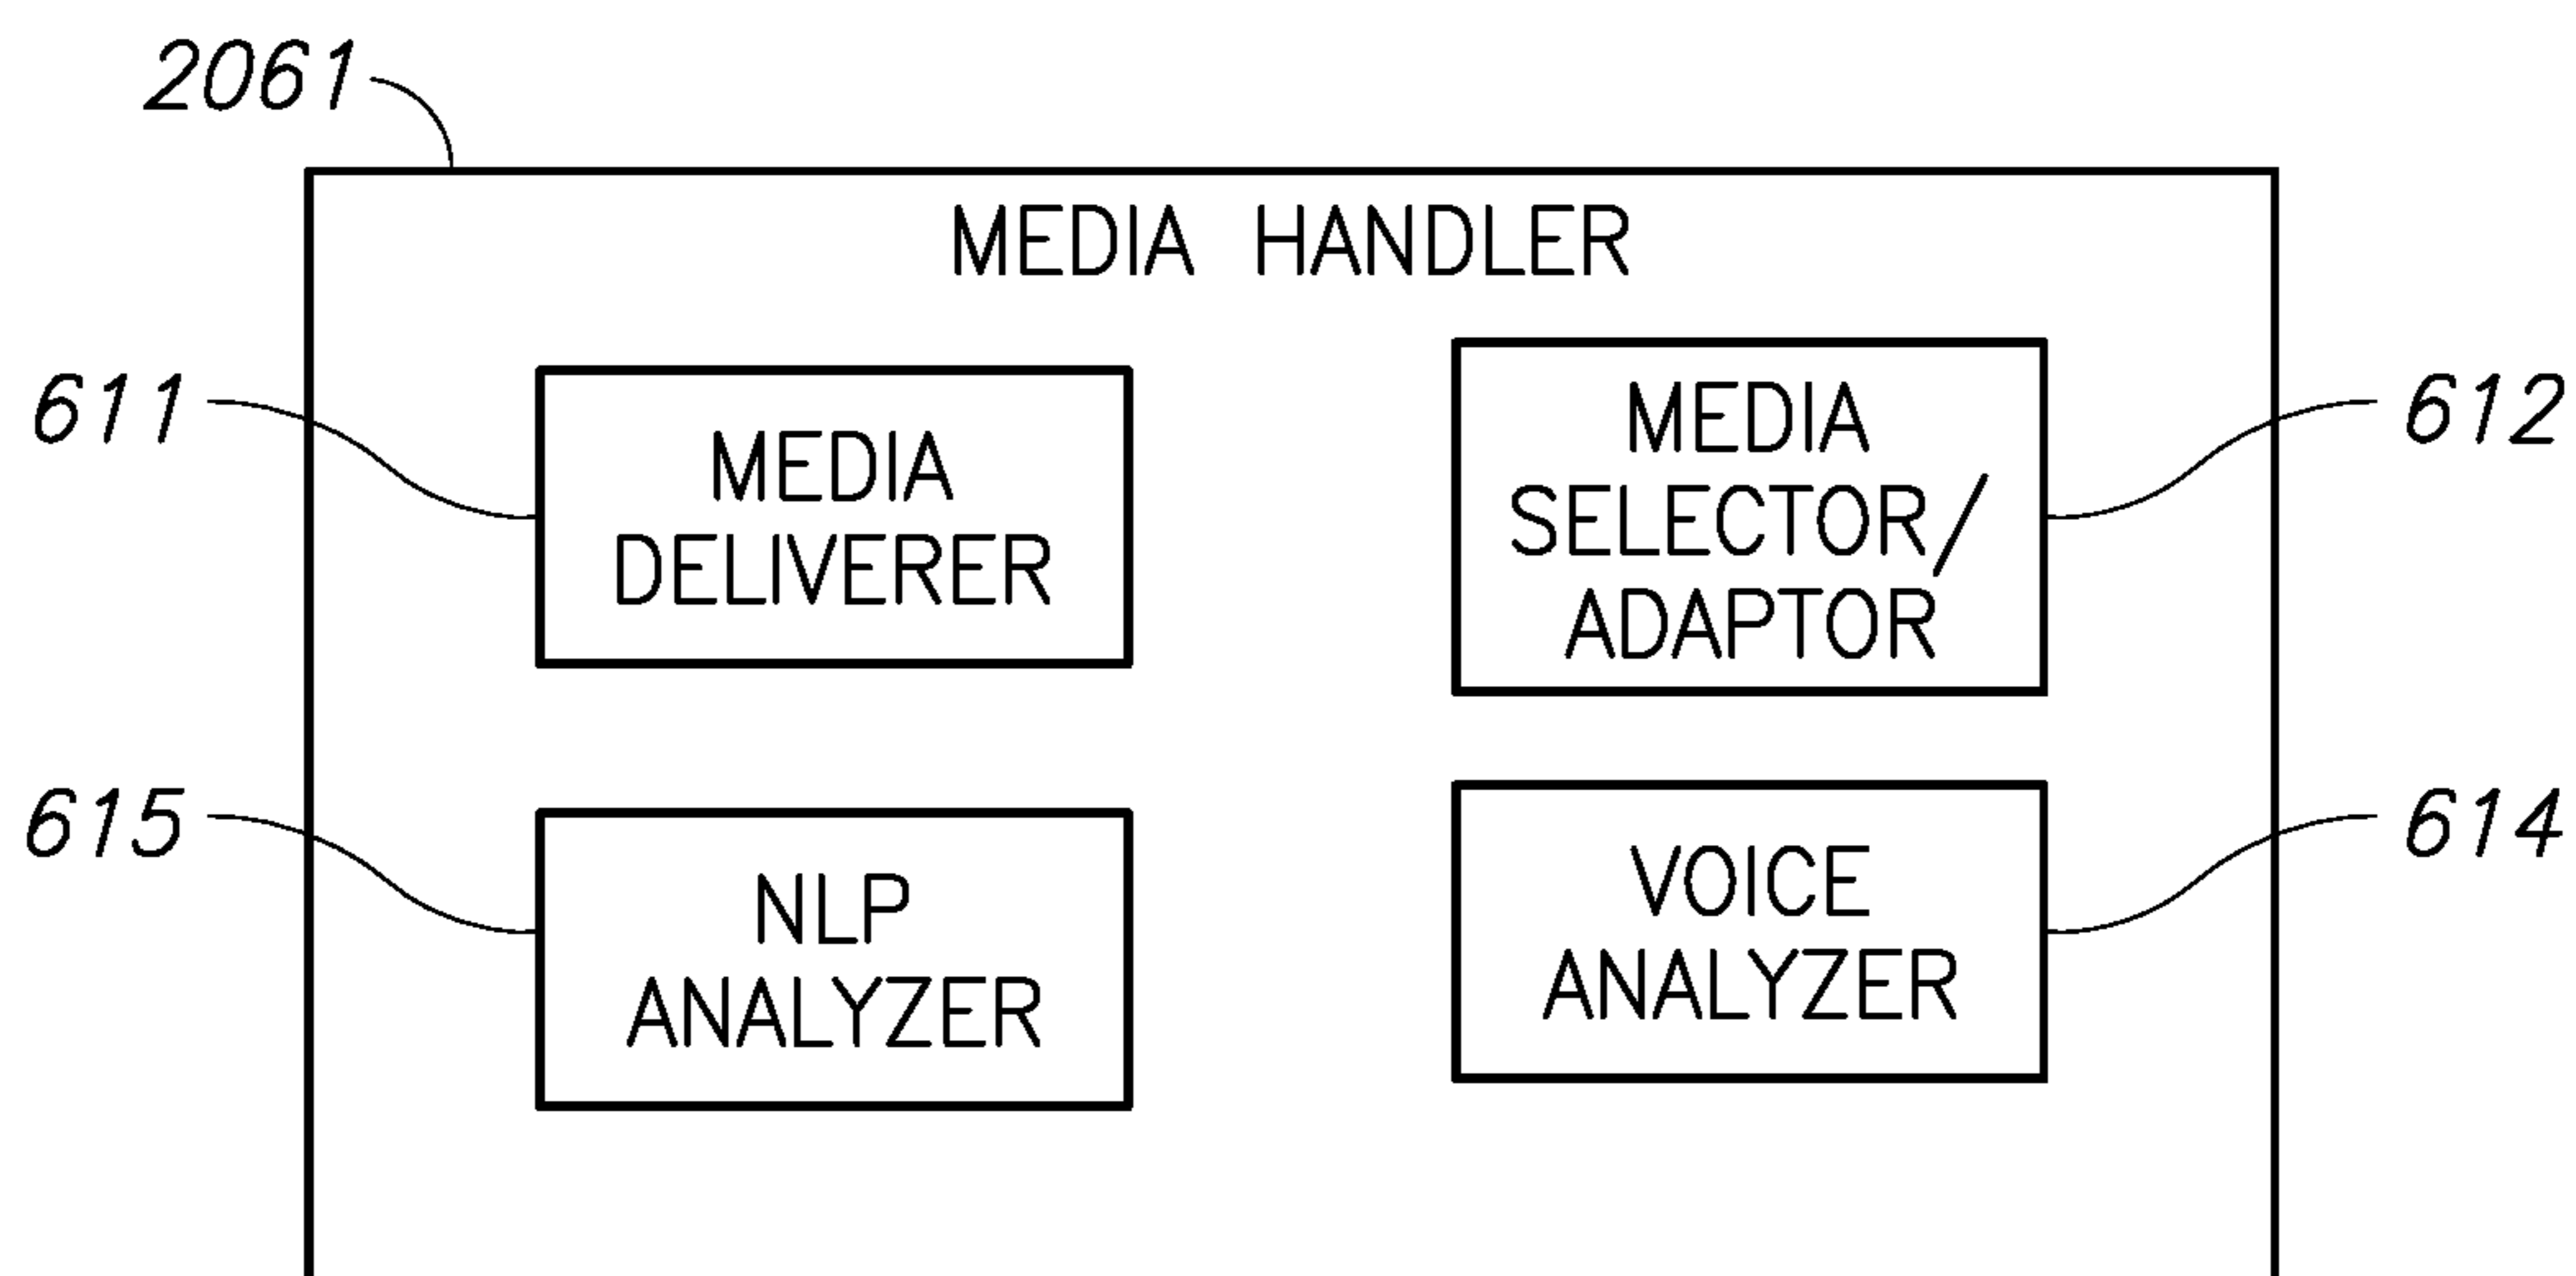 2061
MEDIA HANDLER
611
MEDIA
DELIVERER
MEDIA
SELECTOR/
ADAPTOR
612
615
NLP
ANALYZER
VOICE
ANALYZER
614